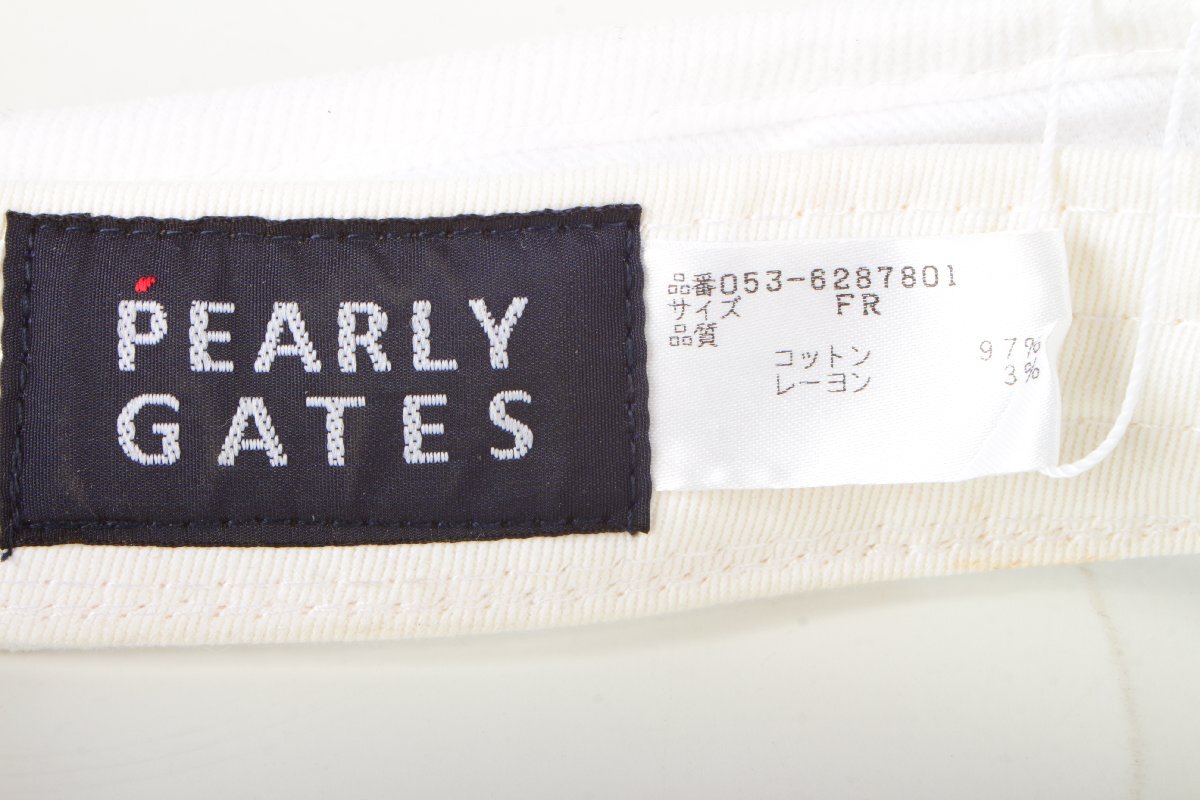 PEARLY
GATES
品番053-6287801
サイズ FR
品質
コットン 97%
レーヨン 3%